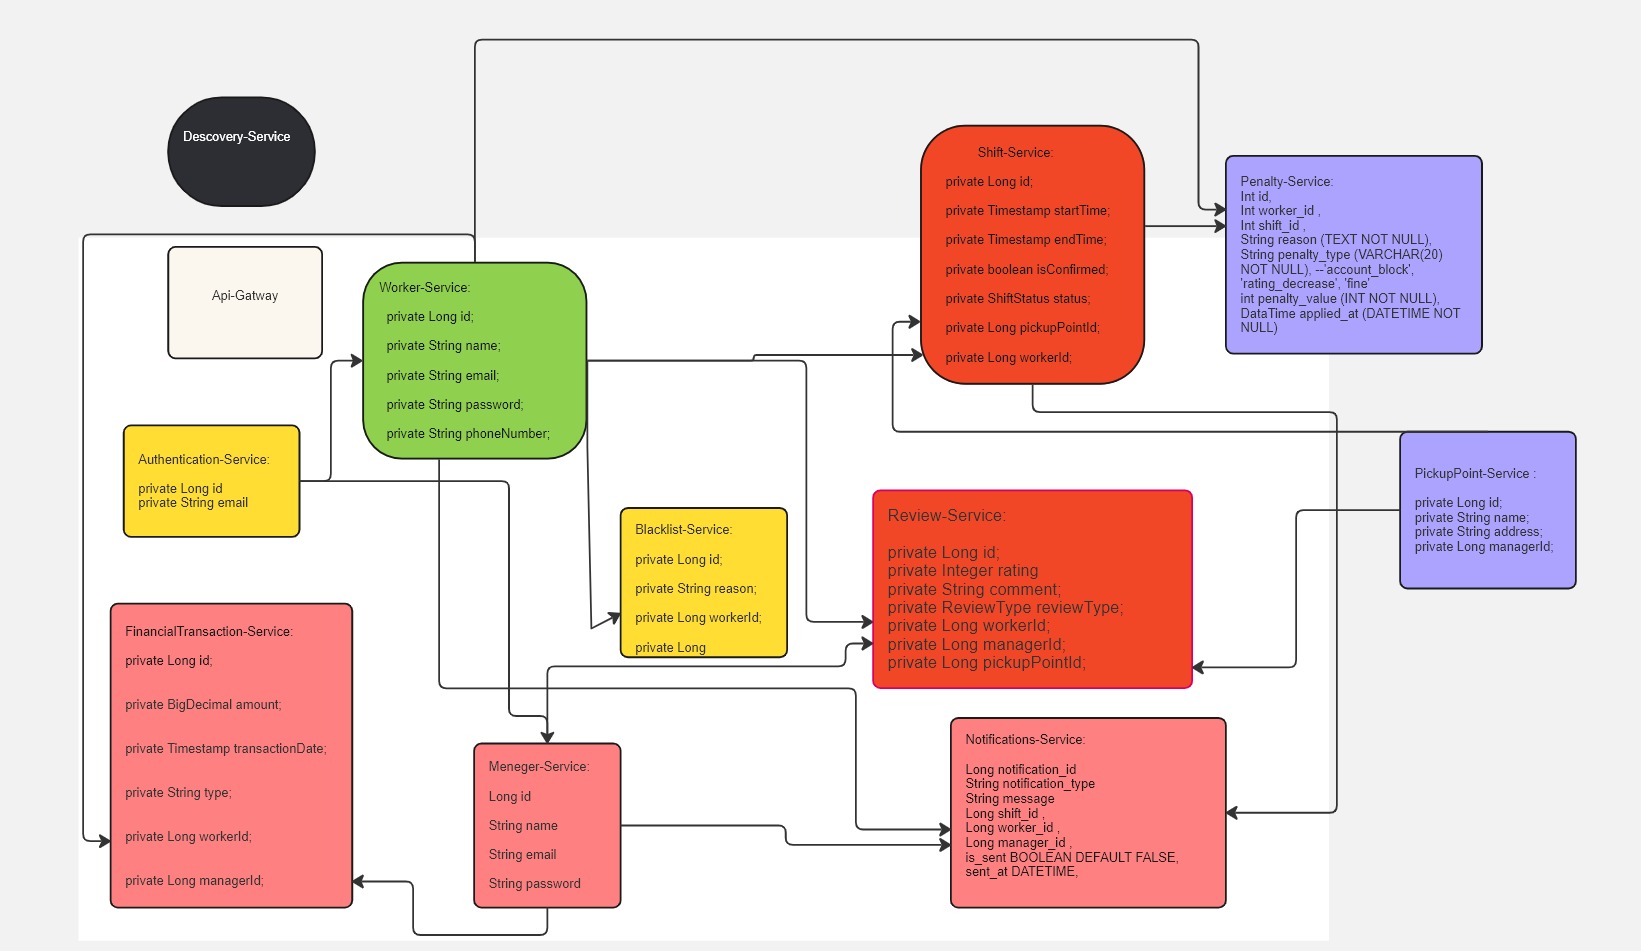 Descovery-Service
Api-Gatway
Worker-Service:
private Long id;
private String name;
private String email;
private String password;
private String phoneNumber;
Shift-Service:
private Long id;
private Timestamp startTime;
private Timestamp endTime;
private boolean isConfirmed;
private ShiftStatus status;
private Long pickupPointId;
private Long workerId;
Penalty-Service:
Int id,
Int worker_id ,
Int shift_id ,
String reason (TEXT NOT NULL),
String penalty_type (VARCHAR(20)
NOT NULL), --'account_block',
'rating_decrease', 'fine'
int penalty_value (INT NOT NULL),
DataTime applied_at (DATETIME NOT
NULL)
Authentication-Service:
private Long id
private String email
Blacklist-Service:
private Long id;
private String reason;
private Long workerId;
private Long
Review-Service:
private Long id;
private Integer rating
private String comment;
private ReviewType reviewType;
private Long workerId;
private Long managerId;
private Long pickupPointId;
PickupPoint-Service :
private Long id;
private String name;
private String address;
private Long managerId;
FinancialTransaction-Service:
private Long id;
private BigDecimal amount;
private Timestamp transactionDate;
private String type;
private Long workerId;
private Long managerId;
Meneger-Service:
Long id
String name
String email
String password
Notifications-Service:
Long notification_id
String notification_type
String message
Long shift_id ,
Long worker_id ,
Long manager_id ,
is_sent BOOLEAN DEFAULT FALSE,
sent_at DATETIME,